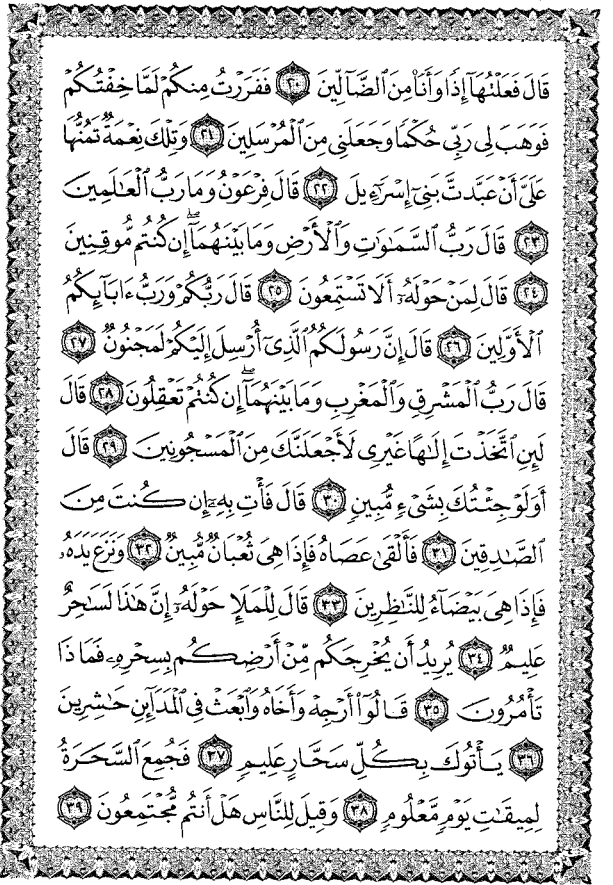 قَالَ فَعَلْتُهَآ إِذًا وَأَنَا۠ مِنَ ٱلضَّآلِّينَ ٢٠ فَفَرَرْتُ مِنكُمْ لَمَّا خِفْتُكُمْ
فَوَهَبَ لِى رَبِّى حُكْمًا وَجَعَلَنِى مِنَ ٱلْمُرْسَلِينَ ٢١ وَتِلْكَ نِعْمَةٌ تَمُنُّهَا
عَلَىَّ أَنْ عَبَّدتَّ بَنِىٓ إِسْرَٰٓءِيلَ ٢٢ قَالَ فِرْعَوْنُ وَمَا رَبُّ ٱلْعَٰلَمِينَ
٢٣ قَالَ رَبُّ ٱلسَّمَٰوَٰتِ وَٱلْأَرْضِ وَمَا بَيْنَهُمَآ ۖ إِن كُنتُم مُّوقِنِينَ
٢٤ قَالَ لِمَنْ حَوْلَهُۥٓ أَلَا تَسْتَمِعُونَ ٢٥ قَالَ رَبُّكُمْ وَرَبُّ ءَابَآئِكُمُ
ٱلْأَوَّلِينَ ٢٦ قَالَ إِنَّ رَسُولَكُمُ ٱلَّذِىٓ أُرْسِلَ إِلَيْكُمْ لَمَجْنُونٌ ٢٧
قَالَ رَبُّ ٱلْمَشْرِقِ وَٱلْمَغْرِبِ وَمَا بَيْنَهُمَآ ۖ إِن كُنتُمْ تَعْقِلُونَ ٢٨ قَالَ
لَئِنِ ٱتَّخَذْتَ إِلَٰهًا غَيْرِى لَأَجْعَلَنَّكَ مِنَ ٱلْمَسْجُونِينَ ٢٩ قَالَ
أَوَلَوْ جِئْتُكَ بِشَىْءٍ مُّبِينٍ ٣٠ قَالَ فَأْتِ بِهِۦٓ إِن كُنتَ مِنَ
ٱلصَّٰدِقِينَ ٣١ فَأَلْقَىٰ عَصَاهُ فَإِذَا هِىَ ثُعْبَانٌ مُّبِينٌ ٣٢ وَنَزَعَ يَدَهُۥ
فَإِذَا هِىَ بَيْضَآءُ لِلنَّٰظِرِينَ ٣٣ قَالَ لِلْمَلَإِ حَوْلَهُۥٓ إِنَّ هَٰذَا لَسَٰحِرٌ
عَلِيمٌ ٣٤ يُرِيدُ أَن يُخْرِجَكُم مِّنْ أَرْضِكُم بِسِحْرِهِۦ فَمَاذَا
تَأْمُرُونَ ٣٥ قَالُوٓا۟ أَرْجِهْ وَأَخَاهُ وَٱبْعَثْ فِى ٱلْمَدَآئِنِ حَٰشِرِينَ
٣٦ يَأْتُوكَ بِكُلِّ سَحَّارٍ عَلِيمٍ ٣٧ فَجُمِعَ ٱلسَّحَرَةُ
لِمِيقَٰتِ يَوْمٍ مَّعْلُومٍ ٣٨ وَقِيلَ لِلنَّاسِ هَلْ أَنتُم مُّجْتَمِعُونَ ٣٩